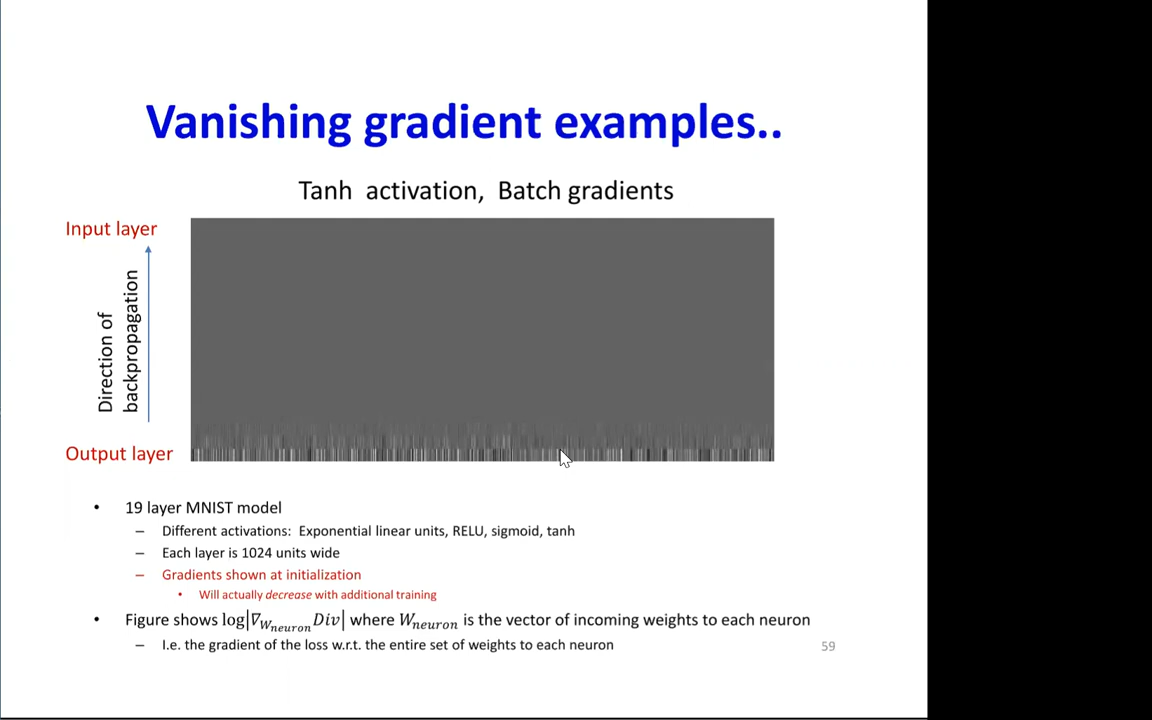 Vanishing gradient examples..
Tanh activation, Batch gradients
Input layer
Direction of
backpropagation
Output layer
• 19 layer MNIST model
– Different activations: Exponential linear units, RELU, sigmoid, tanh
– Each layer is 1024 units wide
– Gradients shown at initialization
• Will actually decrease with additional training
• Figure shows log|∇W_neuron Div| where W_neuron is the vector of incoming weights to each neuron
– I.e. the gradient of the loss w.r.t. the entire set of weights to each neuron
59